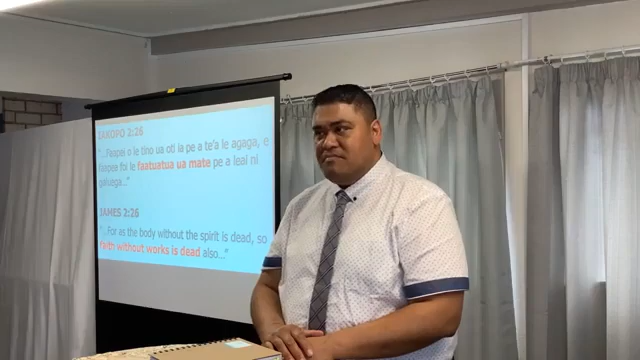 IAKOPO 2:26
“...Faapei o le tino ua oti ia pe a te’a le agaga, e
faapea foi le faatuatua ua mate pe a leai ni
galuega...”
JAMES 2:26
“...For as the body without the spirit is dead, so
faith without works is dead also...”